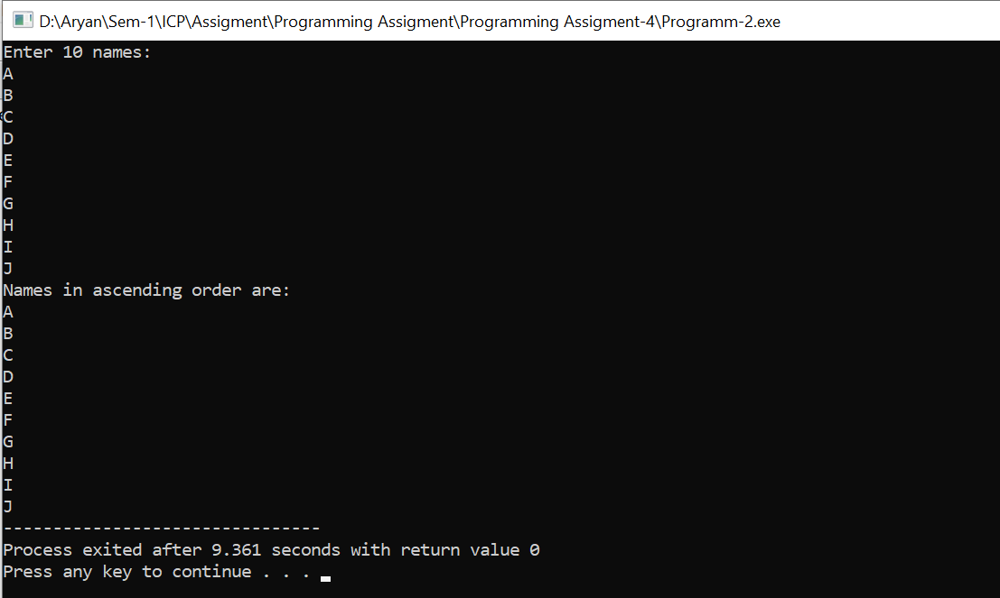 D:\Aryan\Sem-1\ICP\Assigment\Programming Assigment\Programming Assigment-4\Programm-2.exe
Enter 10 names:
A
B
C
D
E
F
G
H
I
J
Names in ascending order are:
A
B
C
D
E
F
G
H
I
J
--------------------------------
Process exited after 9.361 seconds with return value 0
Press any key to continue . . .